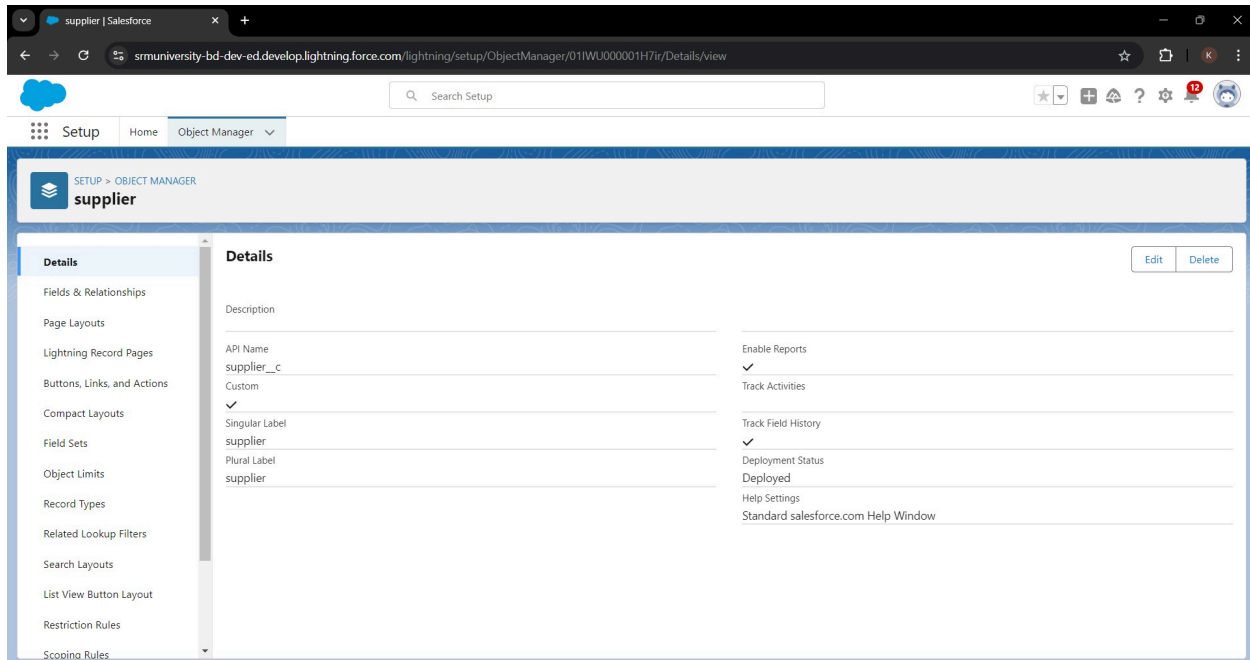 supplier | Salesforce
srmuniversity-bd-dev-ed.develop.lightning.force.com/lightning/setup/ObjectManager/01IWU000001H7ir/Details/view
K
Search Setup
12
Setup
Home
Object Manager
SETUP > OBJECT MANAGER
supplier
Details
Fields & Relationships
Page Layouts
Lightning Record Pages
Buttons, Links, and Actions
Compact Layouts
Field Sets
Object Limits
Record Types
Related Lookup Filters
Search Layouts
List View Button Layout
Restriction Rules
Scoping Rules
Details
Edit
Delete
Description
API Name
supplier__c
Custom
Singular Label
supplier
Plural Label
supplier
Enable Reports
Track Activities
Track Field History
Deployment Status
Deployed
Help Settings
Standard salesforce.com Help Window